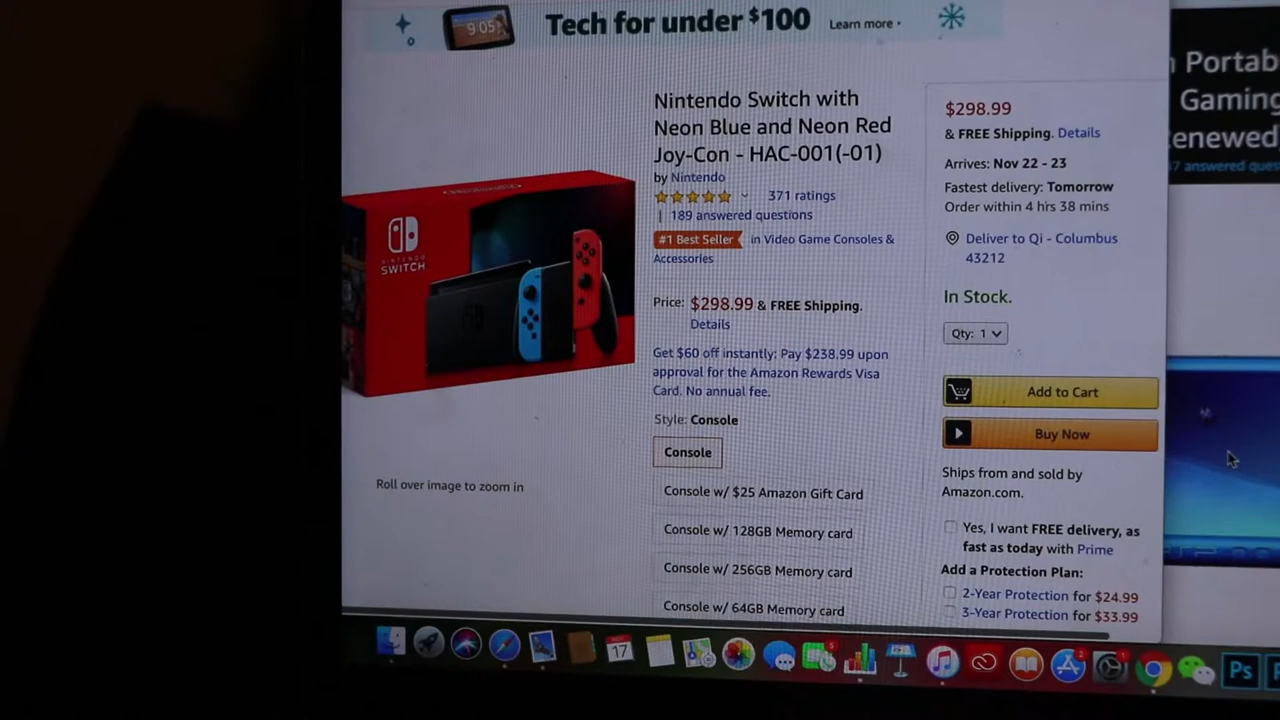 9:05
Tech for under $100
Learn more
Nintendo Switch with
Neon Blue and Neon Red
Joy-Con - HAC-001(-01)
by Nintendo
371 ratings
| 189 answered questions
#1 Best Seller in Video Game Consoles &
Accessories
Price: $298.99 & FREE Shipping.
Details
Get $60 off instantly: Pay $238.99 upon
approval for the Amazon Rewards Visa
Card. No annual fee.
Style: Console
Console
Console w/ $25 Amazon Gift Card
Console w/ 128GB Memory card
Console w/ 256GB Memory card
Console w/ 64GB Memory card
NINTENDO
SWITCH
Roll over image to zoom in
$298.99
& FREE Shipping. Details
Arrives: Nov 22 - 23
Fastest delivery: Tomorrow
Order within 4 hrs 38 mins
Deliver to Qi - Columbus
43212
In Stock.
Qty: 1
Add to Cart
Buy Now
Ships from and sold by
Amazon.com.
Yes, I want FREE delivery, as
fast as today with Prime
Add a Protection Plan:
2-Year Protection for $24.99
3-Year Protection for $33.99
Portab
Gaming
enewed
7 answered ques
17
Ps